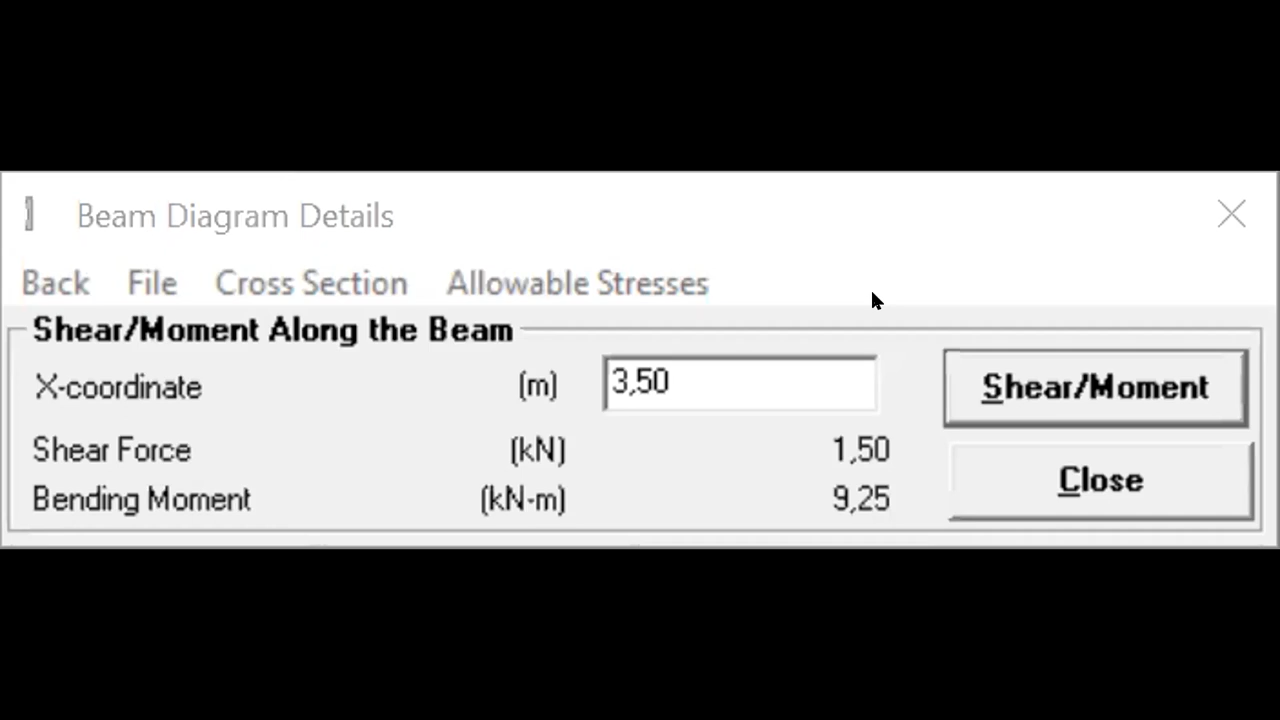 Beam Diagram Details
Back File Cross Section Allowable Stresses
Shear/Moment Along the Beam
X-coordinate (m) 3,50 Shear/Moment
Shear Force (kN) 1,50
Bending Moment (kN-m) 9,25
Close